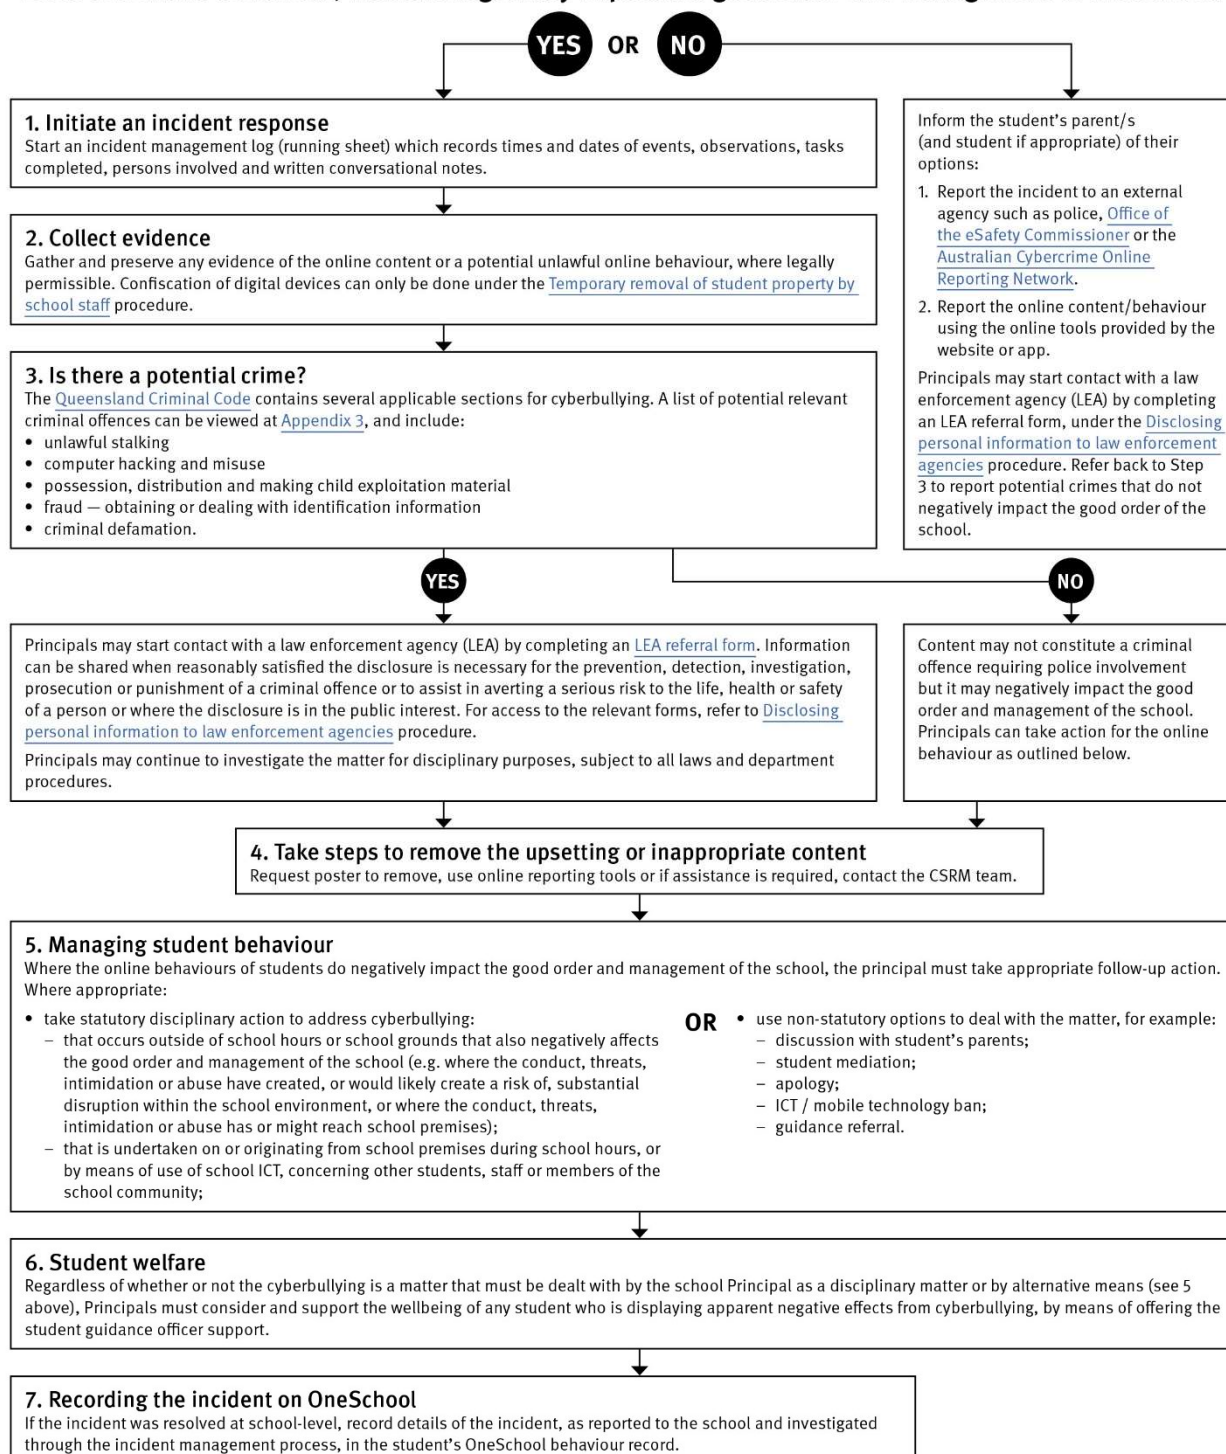 YES OR NO
1. Initiate an incident response
Start an incident management log (running sheet) which records times and dates of events, observations, tasks
completed, persons involved and written conversational notes.
2. Collect evidence
Gather and preserve any evidence of the online content or a potential unlawful online behaviour, where legally
permissible. Confiscation of digital devices can only be done under the Temporary removal of student property by
school staff procedure.
3. Is there a potential crime?
The Queensland Criminal Code contains several applicable sections for cyberbullying. A list of potential relevant
criminal offences can be viewed at Appendix 3, and include:
• unlawful stalking
• computer hacking and misuse
• possession, distribution and making child exploitation material
• fraud — obtaining or dealing with identification information
• criminal defamation.
Inform the student's parent/s
(and student if appropriate) of their
options:
1. Report the incident to an external
agency such as police, Office of
the eSafety Commissioner or the
Australian Cybercrime Online
Reporting Network.
2. Report the online content/behaviour
using the online tools provided by the
website or app.
Principals may start contact with a law
enforcement agency (LEA) by completing
an LEA referral form, under the Disclosing
personal information to law enforcement
agencies procedure. Refer back to Step
3 to report potential crimes that do not
negatively impact the good order of the
school.
YES
NO
Principals may start contact with a law enforcement agency (LEA) by completing an LEA referral form. Information
can be shared when reasonably satisfied the disclosure is necessary for the prevention, detection, investigation,
prosecution or punishment of a criminal offence or to assist in averting a serious risk to the life, health or safety
of a person or where the disclosure is in the public interest. For access to the relevant forms, refer to Disclosing
personal information to law enforcement agencies procedure.
Principals may continue to investigate the matter for disciplinary purposes, subject to all laws and department
procedures.
Content may not constitute a criminal
offence requiring police involvement
but it may negatively impact the good
order and management of the school.
Principals can take action for the online
behaviour as outlined below.
4. Take steps to remove the upsetting or inappropriate content
Request poster to remove, use online reporting tools or if assistance is required, contact the CSRM team.
5. Managing student behaviour
Where the online behaviours of students do negatively impact the good order and management of the school, the principal must take appropriate follow-up action.
Where appropriate:
• take statutory disciplinary action to address cyberbullying:
– that occurs outside of school hours or school grounds that also negatively affects
the good order and management of the school (e.g. where the conduct, threats,
intimidation or abuse have created, or would likely create a risk of, substantial
disruption within the school environment, or where the conduct, threats,
intimidation or abuse has or might reach school premises);
– that is undertaken on or originating from school premises during school hours, or
by means of use of school ICT, concerning other students, staff or members of the
school community;
OR
• use non-statutory options to deal with the matter, for example:
– discussion with student's parents;
– student mediation;
– apology;
– ICT / mobile technology ban;
– guidance referral.
6. Student welfare
Regardless of whether or not the cyberbullying is a matter that must be dealt with by the school Principal as a disciplinary matter or by alternative means (see 5
above), Principals must consider and support the wellbeing of any student who is displaying apparent negative effects from cyberbullying, by means of offering the
student guidance officer support.
7. Recording the incident on OneSchool
If the incident was resolved at school-level, record details of the incident, as reported to the school and investigated
through the incident management process, in the student's OneSchool behaviour record.